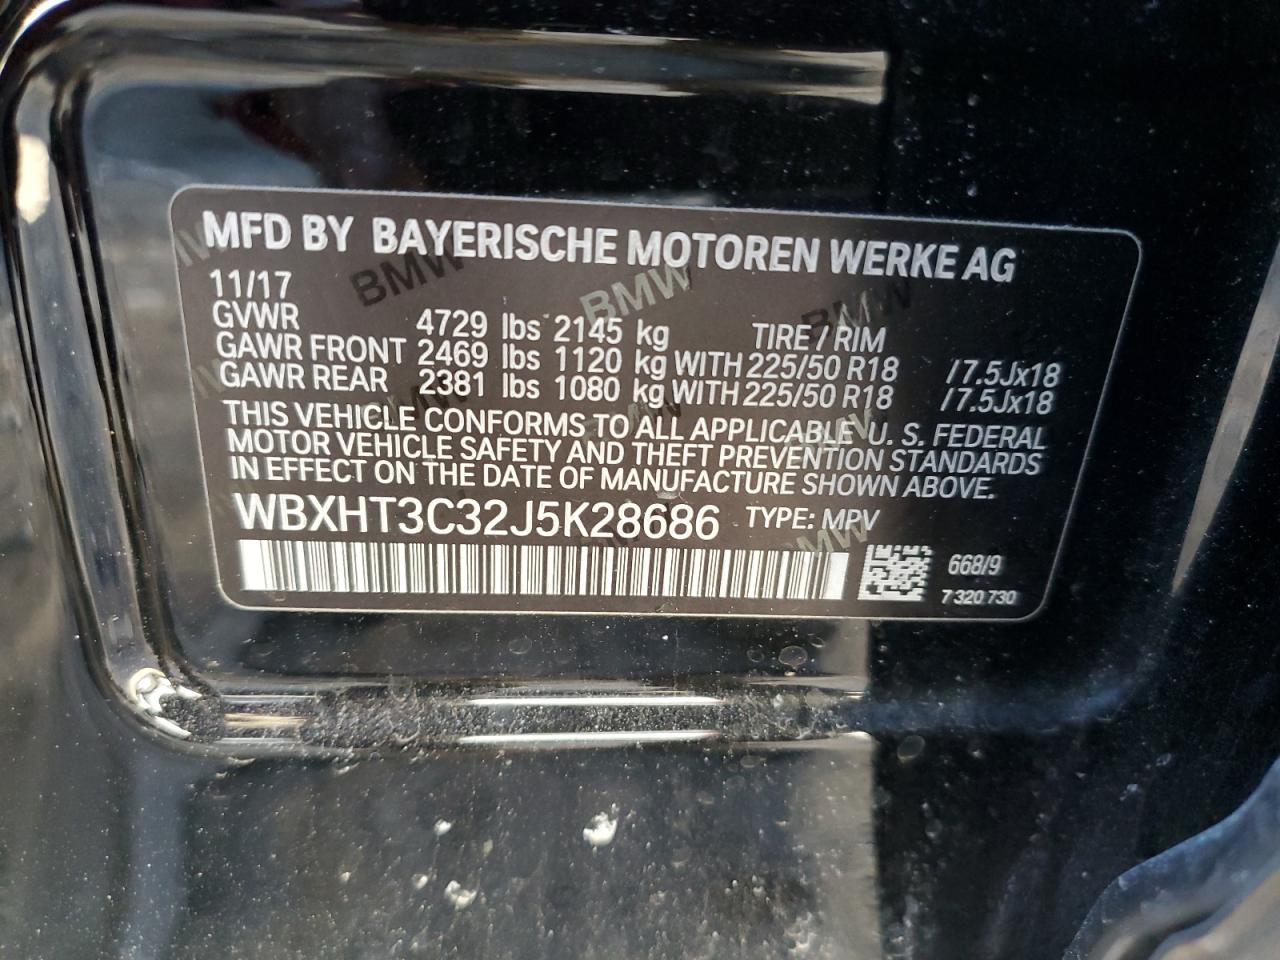 MFD BY BAYERISCHE MOTOREN WERKE AG
11/17
GVWR 4729 lbs 2145 kg TIRE / RIM
GAWR FRONT 2469 lbs 1120 kg WITH 225/50 R18 / 7.5Jx18
GAWR REAR 2381 lbs 1080 kg WITH 225/50 R18 / 7.5Jx18
THIS VEHICLE CONFORMS TO ALL APPLICABLE U. S. FEDERAL
MOTOR VEHICLE SAFETY AND THEFT PREVENTION STANDARDS
IN EFFECT ON THE DATE OF MANUFACTURE SHOWN ABOVE.
WBXHT3C32J5K28686 TYPE: MPV
668/9
7 320 730
BMW BMW BMW